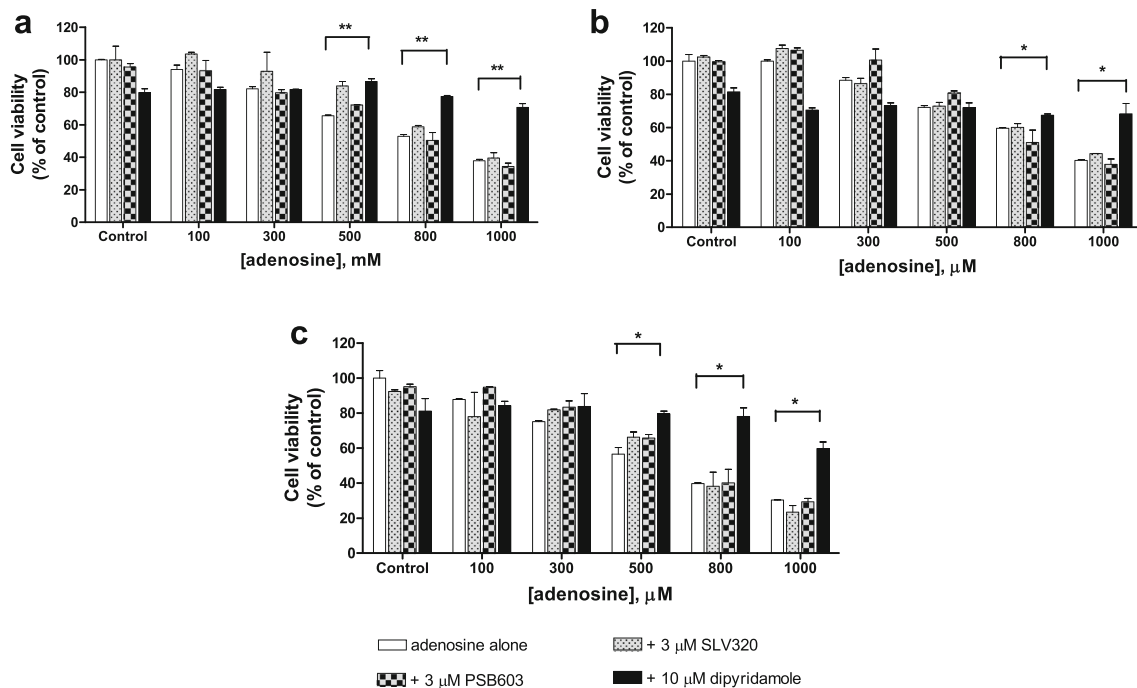 a
120
100
80
60
40
20
0
Cell viability
(% of control)
** ** **
Control 100 300 500 800 1000
[adenosine], mM
b
120
100
80
60
40
20
0
Cell viability
(% of control)
* *
Control 100 300 500 800 1000
[adenosine], μM
c
120
100
80
60
40
20
0
Cell viability
(% of control)
* * *
Control 100 300 500 800 1000
[adenosine], μM
adenosine alone
+ 3 μM SLV320
+ 3 μM PSB603
+ 10 μM dipyridamole